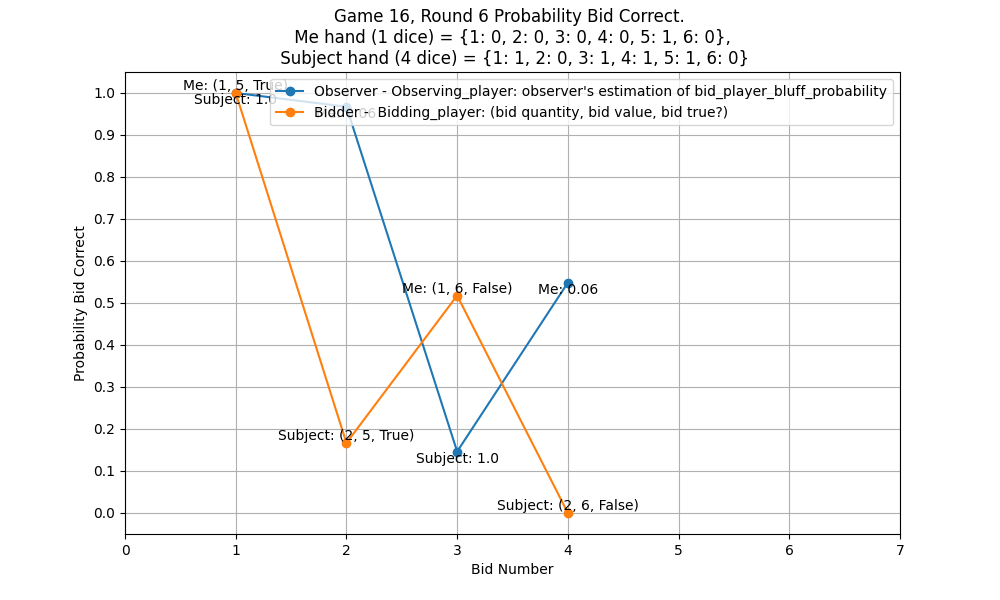 Game 16, Round 6 Probability Bid Correct.
Me hand (1 dice) = {1: 0, 2: 0, 3: 0, 4: 0, 5: 1, 6: 0},
Subject hand (4 dice) = {1: 1, 2: 0, 3: 1, 4: 1, 5: 1, 6: 0}
Observer - Observing_player: observer's estimation of bid_player_bluff_probability
Bidder - Bidding_player: (bid quantity, bid value, bid true?)
Me: (1, 5, True)
Subject: 1.0
Subject: (2, 5, True)
Me: (1, 6, False)
Subject: 1.0
Me: 0.06
Subject: (2, 6, False)
1.0
0.9
0.8
0.7
0.6
0.5
0.4
0.3
0.2
0.1
0.0
Probability Bid Correct
0 1 2 3 4 5 6 7
Bid Number